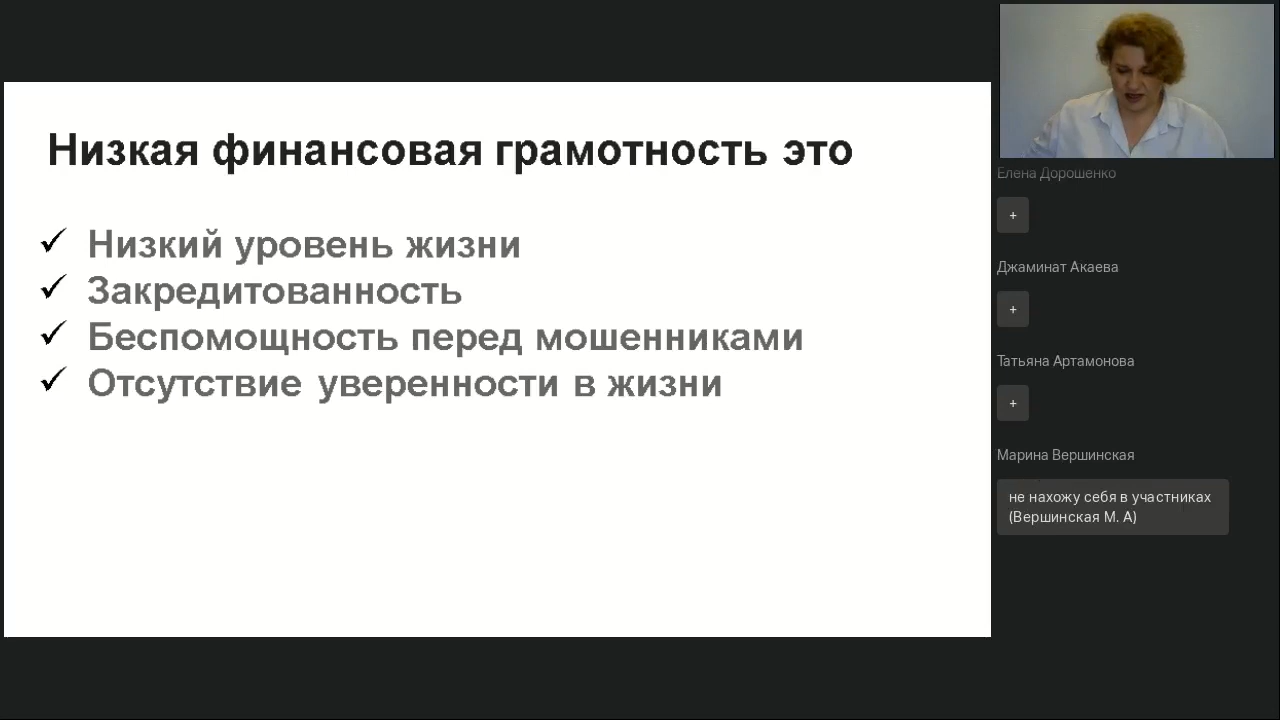 Низкая финансовая грамотность это
Низкий уровень жизни
Закредитованность
Беспомощность перед мошенниками
Отсутствие уверенности в жизни
Елена Дорошенко
+
Джаминат Акаева
+
Татьяна Артамонова
+
Марина Вершинская
не нахожу себя в участниках
(Вершинская М. А)